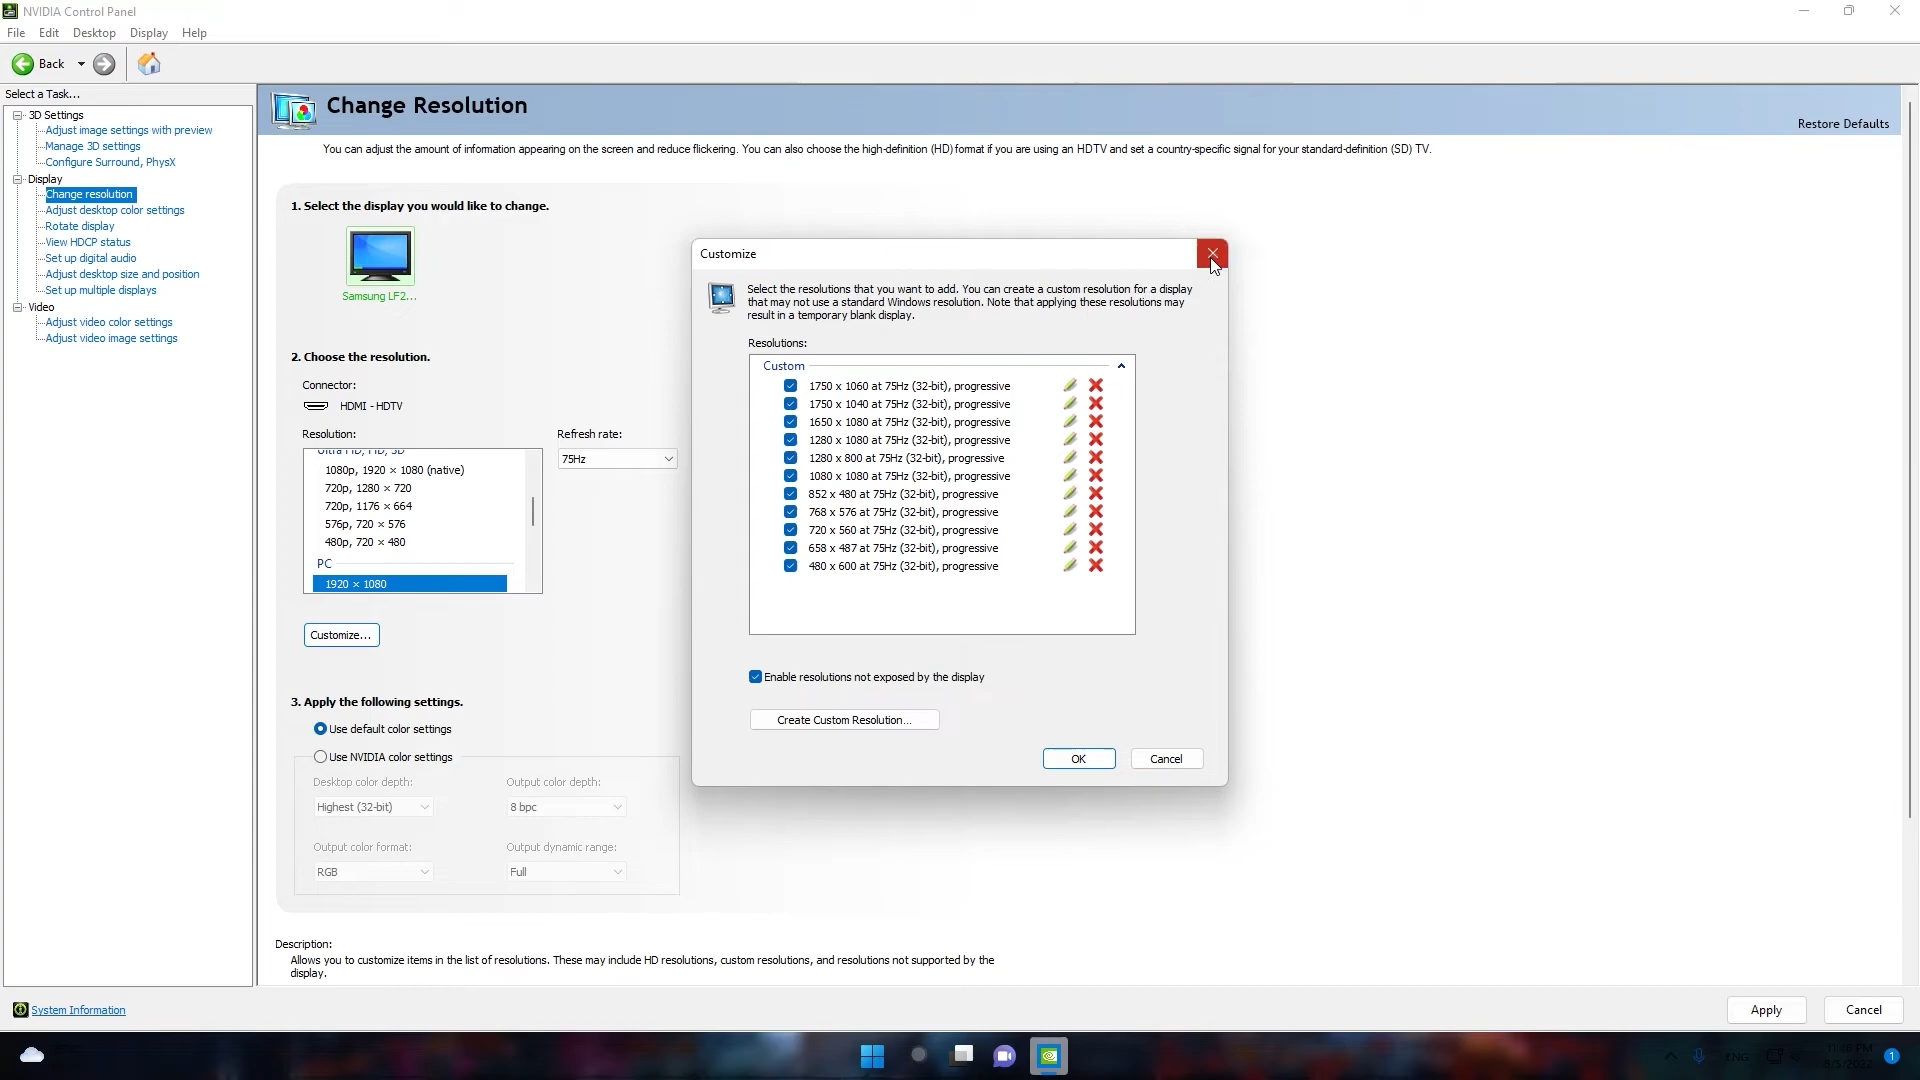 NVIDIA Control Panel
File Edit Desktop Display Help
Back
Select a Task...
3D Settings
Adjust image settings with preview
Manage 3D settings
Configure Surround, PhysX
Display
Change resolution
Adjust desktop color settings
Rotate display
View HDCP status
Set up digital audio
Adjust desktop size and position
Set up multiple displays
Video
Adjust video color settings
Adjust video image settings
System Information
Change Resolution
Restore Defaults
You can adjust the amount of information appearing on the screen and reduce flickering. You can also choose the high-definition (HD) format if you are using an HDTV and set a country-specific signal for your standard-definition (SD) TV.
1. Select the display you would like to change.
Samsung LF2...
2. Choose the resolution.
Connector:
HDMI - HDTV
Resolution:
Refresh rate:
Ultra HD, HD, SD
75Hz
1080p, 1920 × 1080 (native)
720p, 1280 × 720
720p, 1176 × 664
576p, 720 × 576
480p, 720 × 480
PC
1920 × 1080
Customize...
3. Apply the following settings.
Use default color settings
Use NVIDIA color settings
Desktop color depth:
Output color depth:
Highest (32-bit)
8 bpc
Output color format:
Output dynamic range:
RGB
Full
Description:
Allows you to customize items in the list of resolutions. These may include HD resolutions, custom resolutions, and resolutions not supported by the
display.
Customize
Select the resolutions that you want to add. You can create a custom resolution for a display
that may not use a standard Windows resolution. Note that applying these resolutions may
result in a temporary blank display.
Resolutions:
Custom
1750 x 1060 at 75Hz (32-bit), progressive
1750 x 1040 at 75Hz (32-bit), progressive
1650 x 1080 at 75Hz (32-bit), progressive
1280 x 1080 at 75Hz (32-bit), progressive
1280 x 800 at 75Hz (32-bit), progressive
1080 x 1080 at 75Hz (32-bit), progressive
852 x 480 at 75Hz (32-bit), progressive
768 x 576 at 75Hz (32-bit), progressive
720 x 560 at 75Hz (32-bit), progressive
658 x 487 at 75Hz (32-bit), progressive
480 x 600 at 75Hz (32-bit), progressive
Enable resolutions not exposed by the display
Create Custom Resolution...
OK Cancel
Apply Cancel
ENG
1